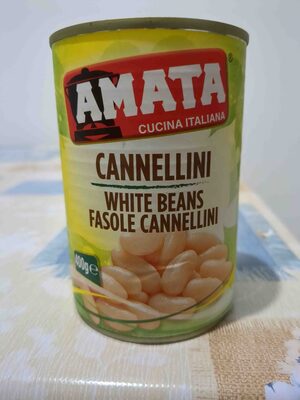 AMATA®
CUCINA ITALIANA
CANNELLINI
WHITE BEANS
FASOLE CANNELLINI
400g ℮